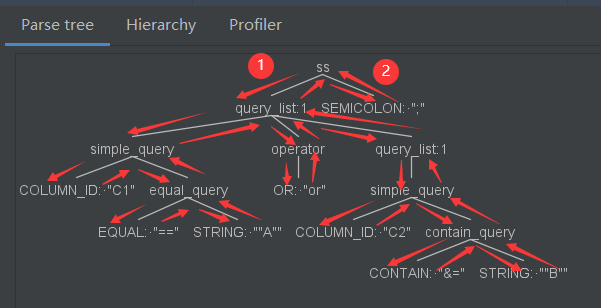 Parse tree Hierarchy Profiler
1 ss 2
query_list:1 SEMICOLON:·";"
simple_query operator query_list:1
COLUMN_ID:·"C1" equal_query OR:·"or" simple_query
EQUAL:·"==" STRING:·""A"" COLUMN_ID:·"C2" contain_query
CONTAIN:·"&=" STRING:·""B""